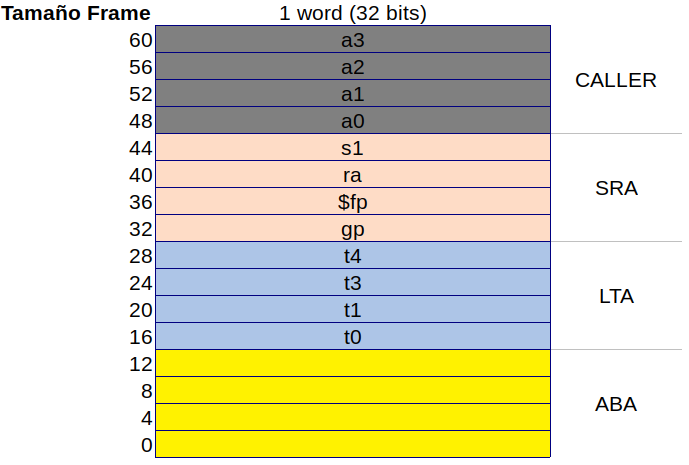 Tamaño Frame 1 word (32 bits)
60 a3
56 a2
CALLER
52 a1
48 a0
44 s1
40 ra
SRA
36 $fp
32 gp
28 t4
24 t3
LTA
20 t1
16 t0
12
8
ABA
4
0